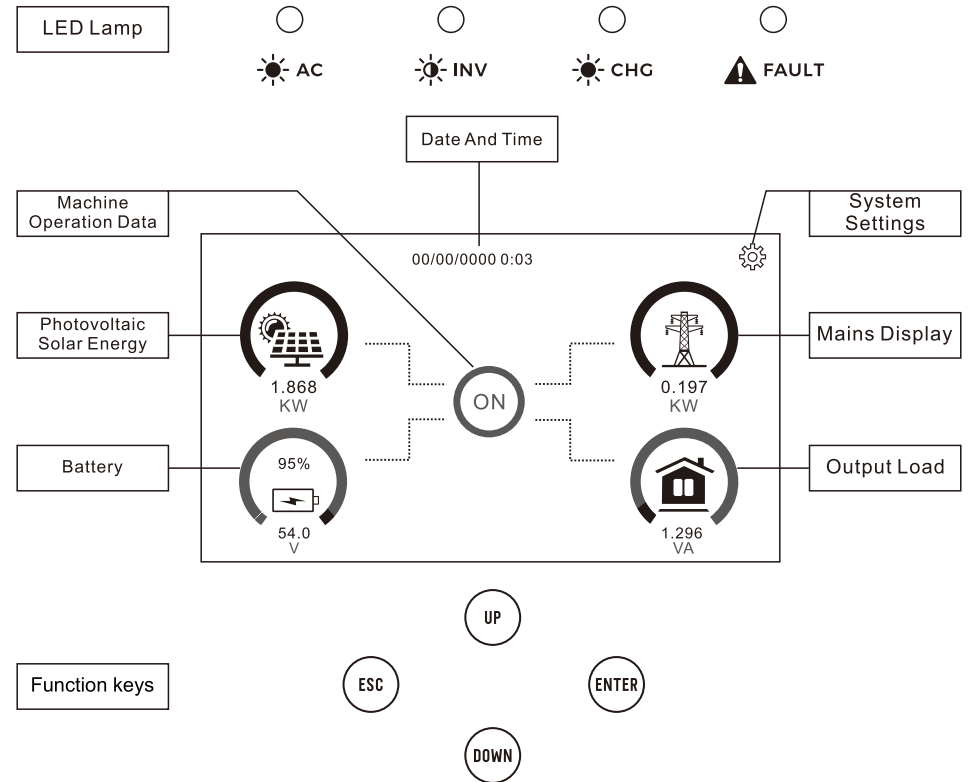 LED Lamp
AC
INV
CHG
FAULT
Date And Time
Machine
Operation Data
System
Settings
00/00/0000 0:03
Photovoltaic
Solar Energy
1.868
KW
ON
0.197
KW
Mains Display
Battery
95%
54.0
V
1.296
VA
Output Load
UP
Function keys
ESC
ENTER
DOWN